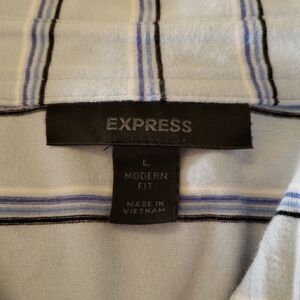 EXPRESS
L
MODERN
FIT
MADE IN
VIETNAM